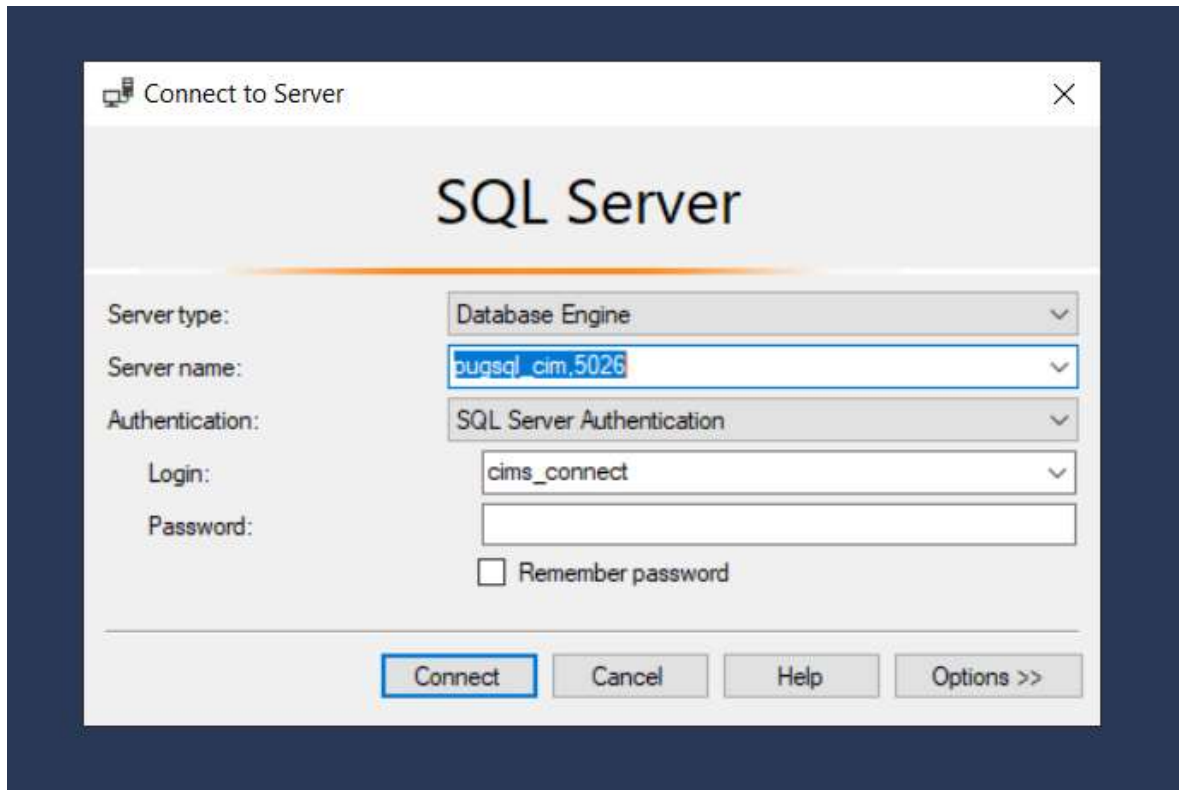 Connect to Server
SQL Server
Server type: Database Engine
Server name: pugsql_cim,5026
Authentication: SQL Server Authentication
Login: cims_connect
Password:
Remember password
Connect Cancel Help Options >>